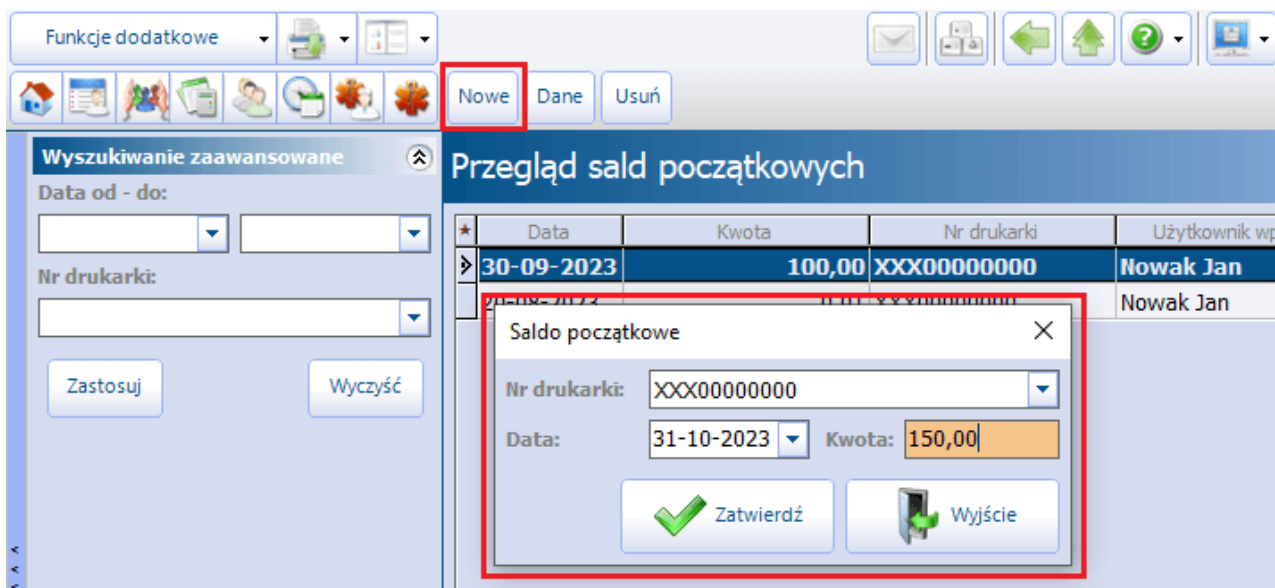 Funkcje dodatkowe
Nowe Dane Usuń
Wyszukiwanie zaawansowane
Data od - do:
Nr drukarki:
Zastosuj Wyczyść
Przegląd sald początkowych
Data Kwota Nr drukarki Użytkownik wp
30-09-2023 100,00 XXX00000000 Nowak Jan
Nowak Jan
Saldo początkowe
Nr drukarki: XXX00000000
Data: 31-10-2023 Kwota: 150,00
Zatwierdź Wyjście